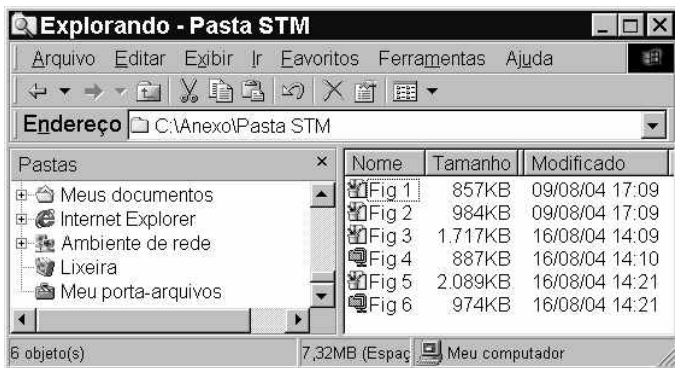 Explorando - Pasta STM
Arquivo Editar Exibir Ir Favoritos Ferramentas Ajuda
Endereço C:\Anexo\Pasta STM
Pastas
Meus documentos
Internet Explorer
Ambiente de rede
Lixeira
Meu porta-arquivos
Nome Tamanho Modificado
Fig 1 857KB 09/08/04 17:09
Fig 2 984KB 09/08/04 17:09
Fig 3 1.717KB 16/08/04 14:09
Fig 4 887KB 16/08/04 14:10
Fig 5 2.089KB 16/08/04 14:21
Fig 6 974KB 16/08/04 14:21
6 objeto(s) 7,32MB (Espaç Meu computador